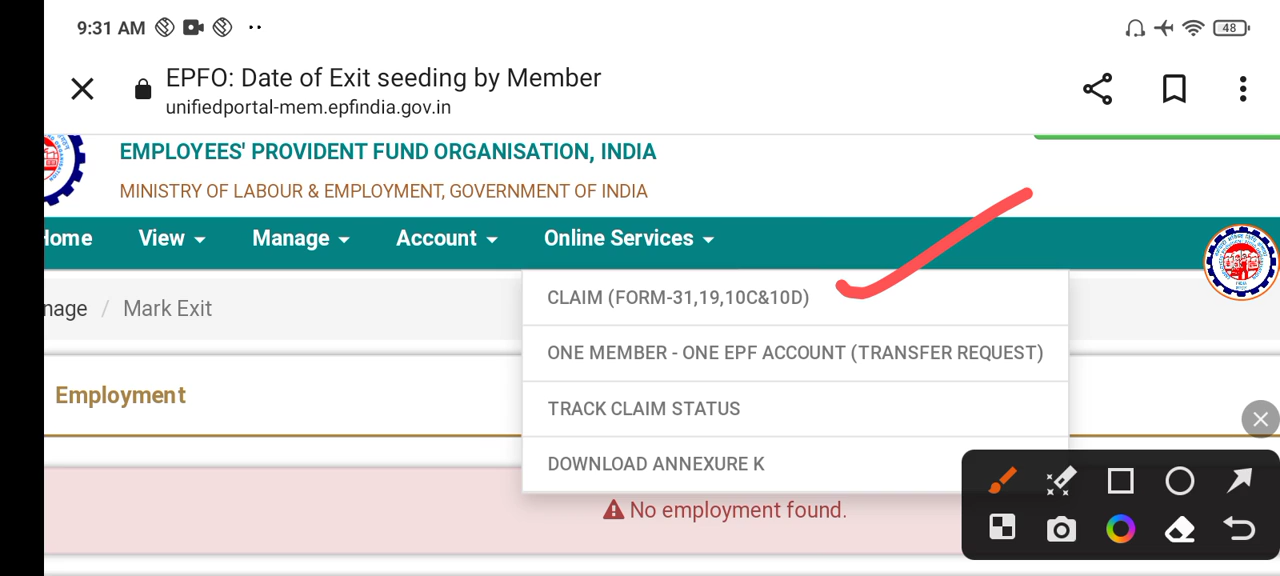 9:31 AM
48
EPFO: Date of Exit seeding by Member
unifiedportal-mem.epfindia.gov.in
EMPLOYEES' PROVIDENT FUND ORGANISATION, INDIA
MINISTRY OF LABOUR & EMPLOYMENT, GOVERNMENT OF INDIA
Home View Manage Account Online Services
nage / Mark Exit
CLAIM (FORM-31,19,10C&10D)
ONE MEMBER - ONE EPF ACCOUNT (TRANSFER REQUEST)
Employment
TRACK CLAIM STATUS
DOWNLOAD ANNEXURE K
No employment found.